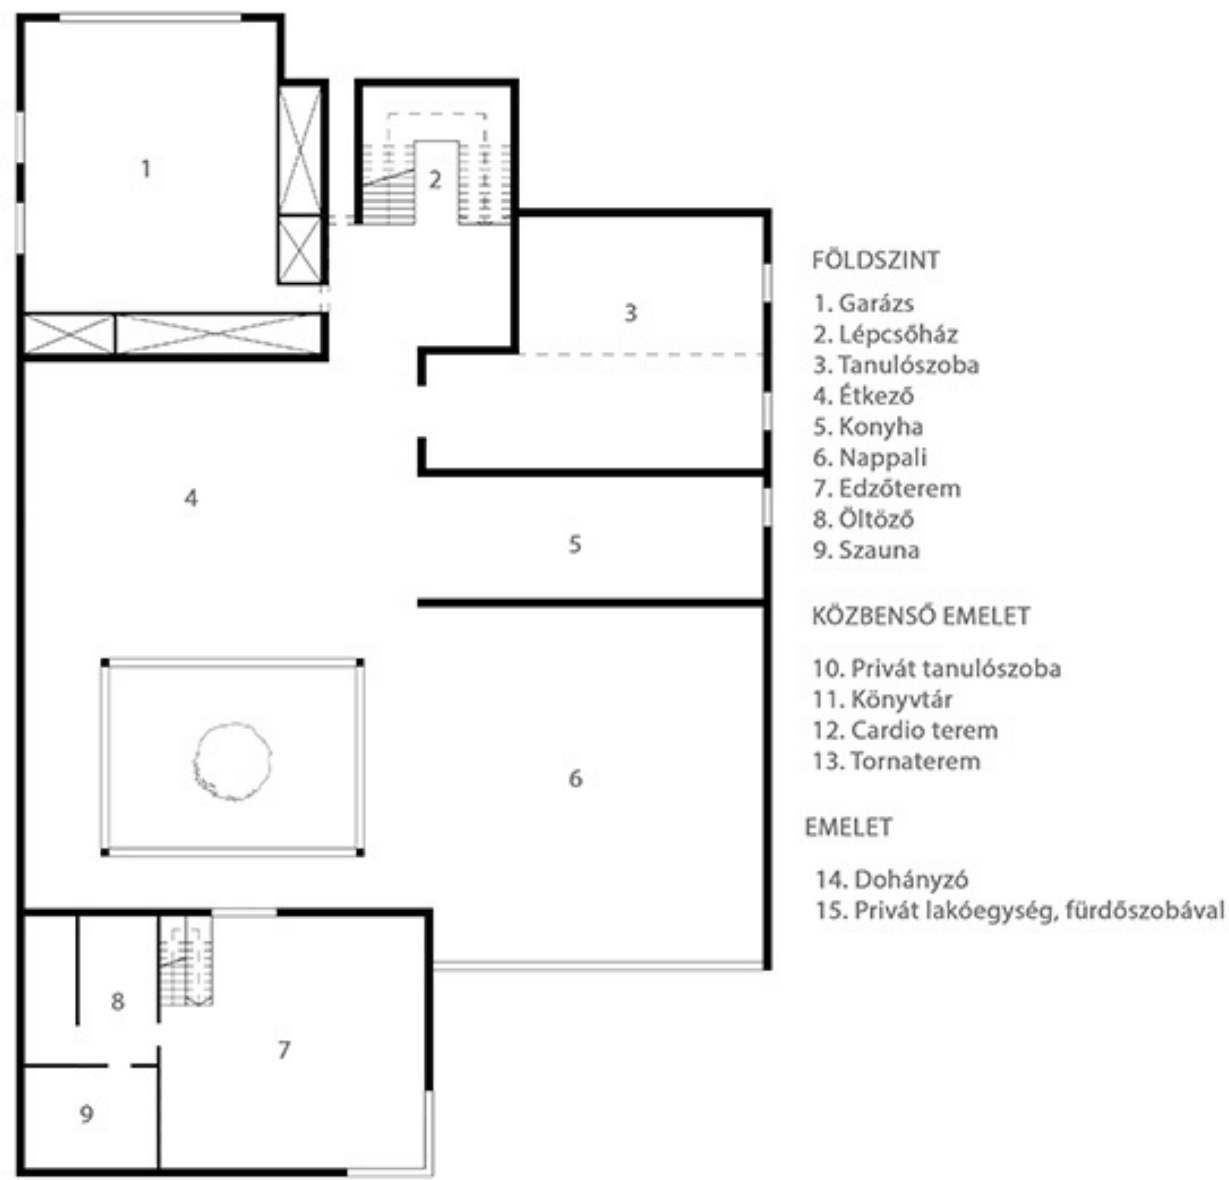 1
2
3
4
5
6
7
8
9
FÖLDSZINT
1. Garázs
2. Lépcsőház
3. Tanulószoba
4. Étkező
5. Konyha
6. Nappali
7. Edzőterem
8. Öltöző
9. Szauna
KÖZBENSŐ EMELET
10. Privát tanulószoba
11. Könyvtár
12. Cardio terem
13. Tornaterem
EMELET
14. Dohányzó
15. Privát lakóegység, fürdőszobával